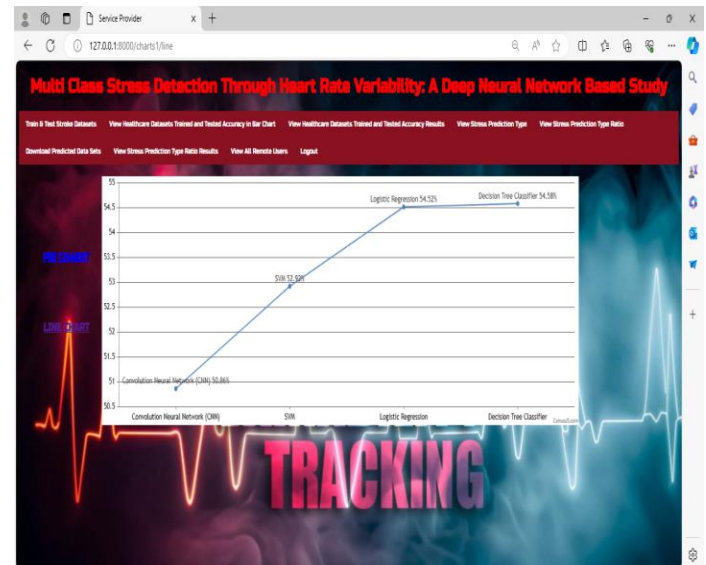 Service Provider
127.0.0.1:8000/charts1/line
Multi Class Stress Detection Through Heart Rate Variability: A Deep Neural Network Based Study
Train & Test Stroke Datasets View Healthcare Datasets Trained and Tested Accuracy in Bar Chart View Healthcare Datasets Trained and Tested Accuracy Results View Stress Prediction Type View Stress Prediction Type Ratio
Download Predicted Data Sets View Stress Prediction Type Ratio Results View All Remote Users Logout
55
Logistic Regression 54.52% Decision Tree Classifier 54.58%
54.5
54
PIE CHART
53.5
53
SVM 52.92%
52.5
LINE CHART
52
51.5
51
Convolution Neural Network (CNN) 50.86%
50.5
Convolution Neural Network (CNN) SVM Logistic Regression Decision Tree Classifier
CanvasJS.com
TRACKING